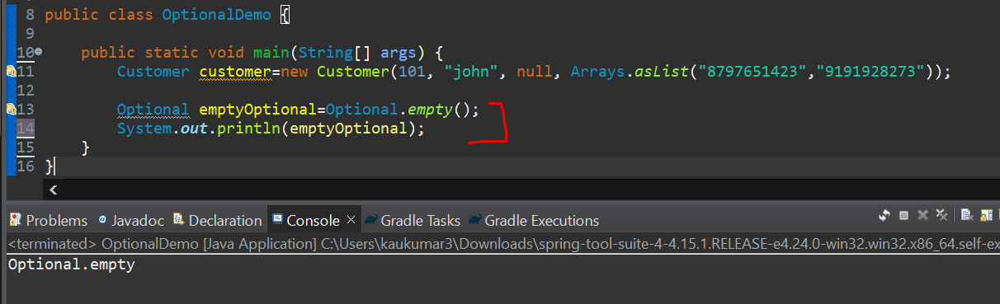 8 public class OptionalDemo {
9
10 public static void main(String[] args) {
11 Customer customer=new Customer(101, "john", null, Arrays.asList("8797651423","9191928273"));
12
13 Optional emptyOptional=Optional.empty();
14 System.out.println(emptyOptional);
15 }
16 }
Problems @ Javadoc Declaration Console Gradle Tasks Gradle Executions
<terminated> OptionalDemo [Java Application] C:\Users\kaukumar3\Downloads\spring-tool-suite-4-4.15.1.RELEASE-e4.24.0-win32.win32.x86_64.self-ex
Optional.empty